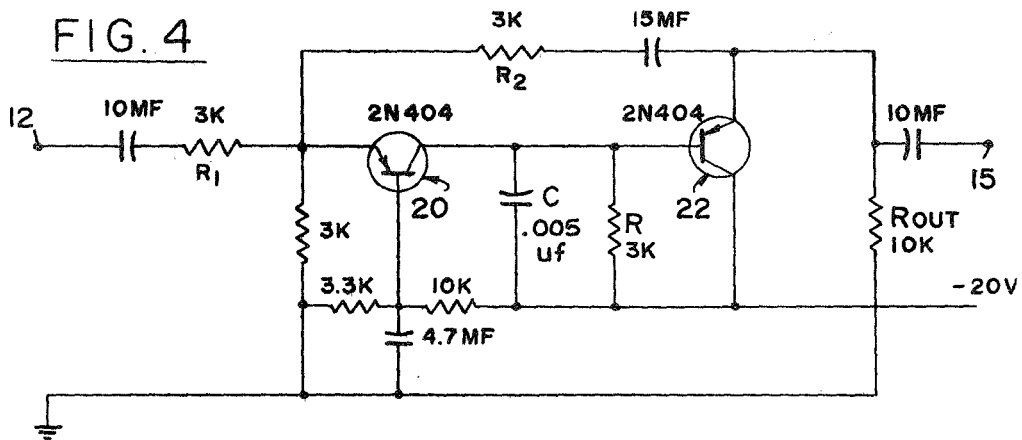 FIG. 4
3K
15MF
R2
12
10MF
3K
R1
2N404
2N404
10MF
20
22
15
C
.005
uf
R
3K
ROUT
10K
3K
3.3K
10K
-20V
4.7MF